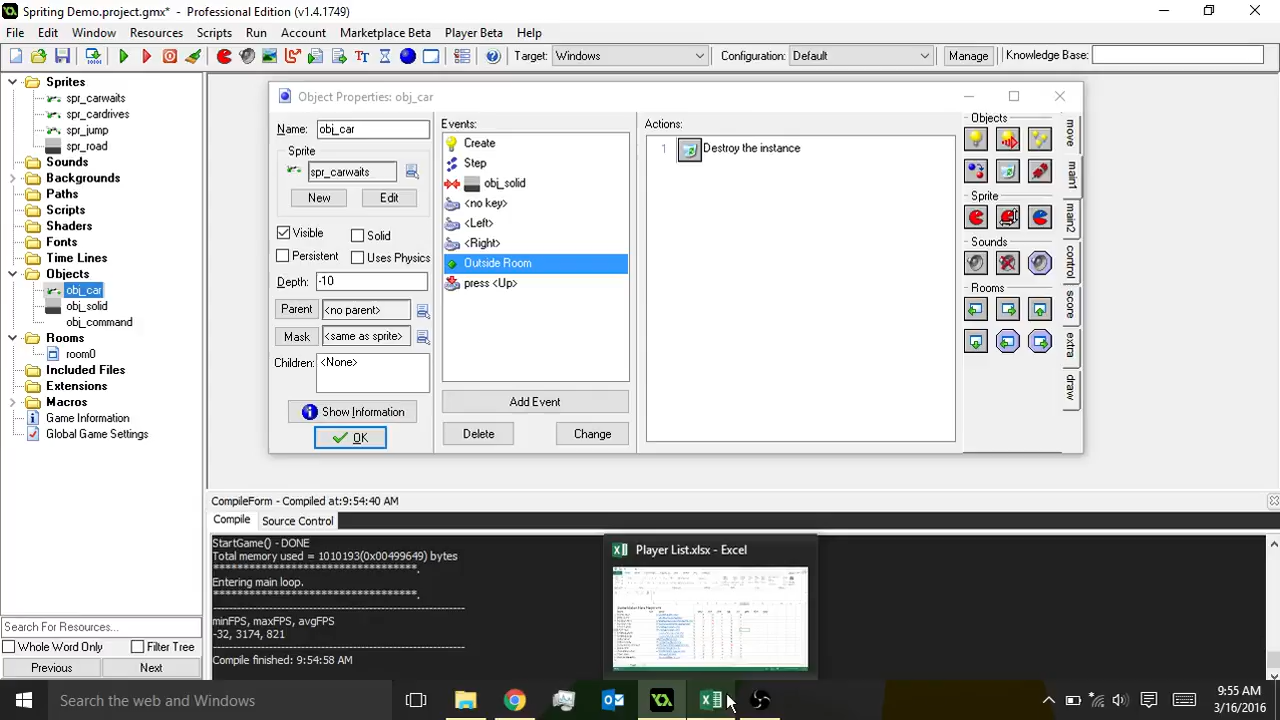 Spriting Demo.project.gmx* - Professional Edition (v1.4.1749)
File Edit Window Resources Scripts Run Account Marketplace Beta Player Beta Help
Target: Windows Configuration: Default Manage Knowledge Base:
Sprites
spr_carwaits
spr_cardrives
spr_jump
spr_road
Sounds
Backgrounds
Paths
Scripts
Shaders
Fonts
Time Lines
Objects
obj_car
obj_solid
obj_command
Rooms
room0
Included Files
Extensions
Macros
Game Information
Global Game Settings
Search For Resources...
Whole Word Only Filter Tree
Previous Next
Object Properties: obj_car
Name: obj_car
Sprite
spr_carwaits
New Edit
Visible Solid
Persistent Uses Physics
Depth: -10
Parent <no parent>
Mask <same as sprite>
Children: <None>
Show Information
OK
Events:
Create
Step
obj_solid
<no key>
<Left>
<Right>
Outside Room
press <Up>
Add Event
Delete Change
Actions:
1 Destroy the instance
Objects
Sprite
Sounds
Rooms
move
main1
main2
control
score
extra
draw
CompileForm - Compiled at:9:54:40 AM
Compile Source Control
StartGame() - DONE
Total memory used = 1010193(0x00499649) bytes
**********************************.
Entering main loop.
**********************************.
---------------------------------------------------------------
minFPS, maxFPS, avgFPS
-32, 3174, 821
---------------------------------------------------------------
Compile finished: 9:54:58 AM
Player List.xlsx - Excel
Search the web and Windows
9:55 AM
3/16/2016